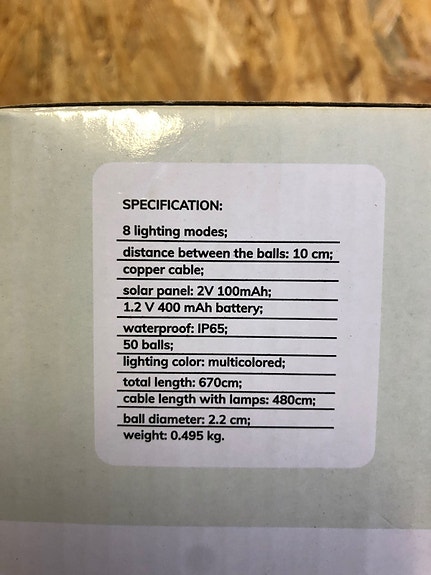 SPECIFICATION:
8 lighting modes;
distance between the balls: 10 cm;
copper cable;
solar panel: 2V 100mAh;
1.2 V 400 mAh battery;
waterproof: IP65;
50 balls;
lighting color: multicolored;
total length: 670cm;
cable length with lamps: 480cm;
ball diameter: 2.2 cm;
weight: 0.495 kg.